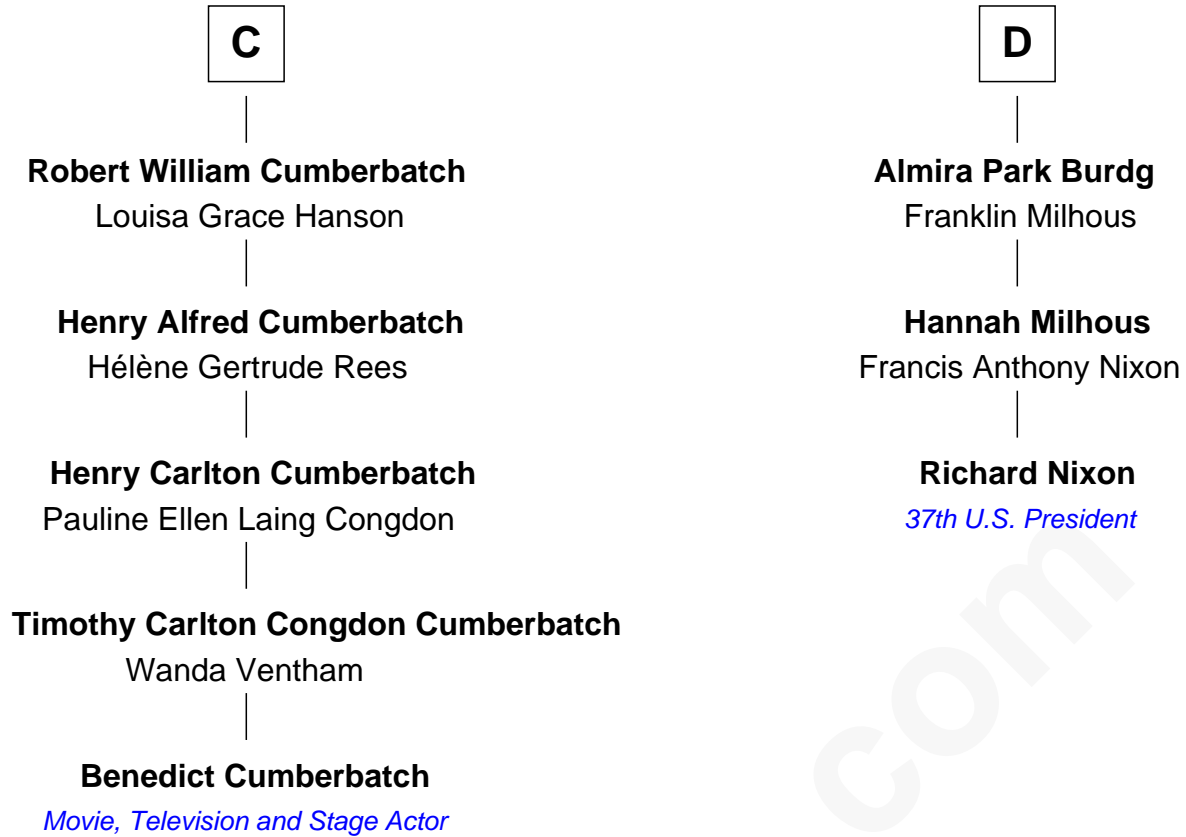 C
Robert William Cumberbatch
Louisa Grace Hanson
Henry Alfred Cumberbatch
Hélène Gertrude Rees
Henry Carlton Cumberbatch
Pauline Ellen Laing Congdon
Timothy Carlton Congdon Cumberbatch
Wanda Ventham
Benedict Cumberbatch
Movie, Television and Stage Actor
D
Almira Park Burdg
Franklin Milhous
Hannah Milhous
Francis Anthony Nixon
Richard Nixon
37th U.S. President
com